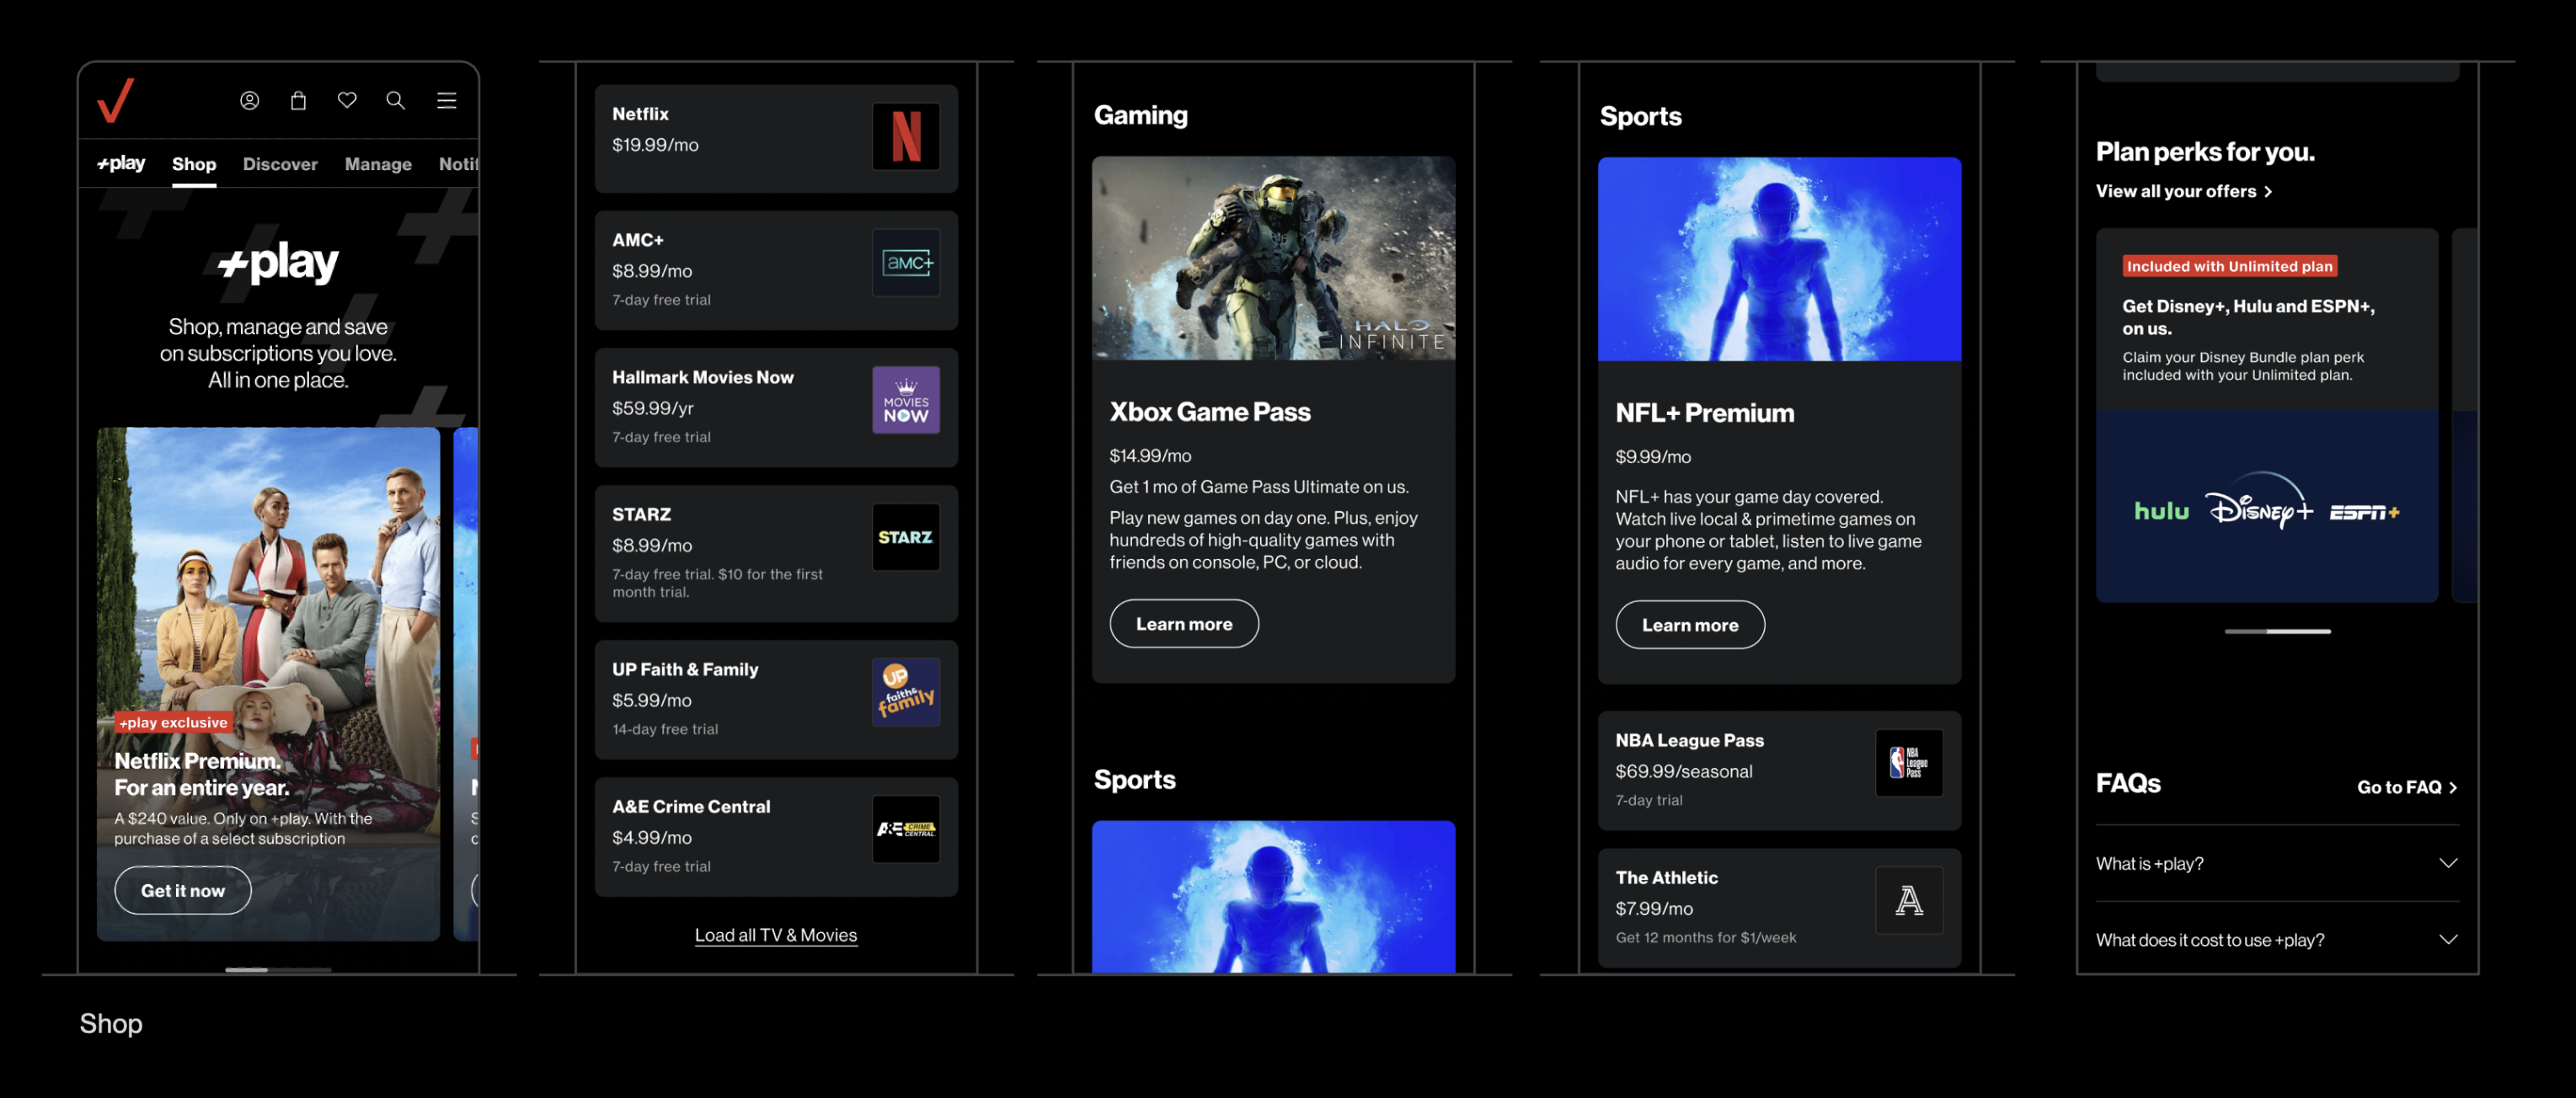 +play Shop Discover Manage Notif
+play
Shop, manage and save
on subscriptions you love.
All in one place.
+play exclusive
Netflix Premium.
For an entire year.
A $240 value. Only on +play. With the
purchase of a select subscription
Get it now
Netflix
$19.99/mo
N
AMC+
$8.99/mo
7-day free trial
aMC+
Hallmark Movies Now
$59.99/yr
7-day free trial
MOVIES
NOW
STARZ
$8.99/mo
7-day free trial. $10 for the first
month trial.
STARZ
UP Faith & Family
$5.99/mo
14-day free trial
UP
faith&
family
A&E Crime Central
$4.99/mo
7-day free trial
A&E CRIME
CENTRAL
Load all TV & Movies
Gaming
HALO
INFINITE
Xbox Game Pass
$14.99/mo
Get 1 mo of Game Pass Ultimate on us.
Play new games on day one. Plus, enjoy
hundreds of high-quality games with
friends on console, PC, or cloud.
Learn more
Sports
Sports
NFL+ Premium
$9.99/mo
NFL+ has your game day covered.
Watch live local & primetime games on
your phone or tablet, listen to live game
audio for every game, and more.
Learn more
NBA League Pass
$69.99/seasonal
7-day trial
NBA
League
Pass
The Athletic
$7.99/mo
Get 12 months for $1/week
A
Plan perks for you.
View all your offers >
Included with Unlimited plan
Get Disney+, Hulu and ESPN+,
on us.
Claim your Disney Bundle plan perk
included with your Unlimited plan.
hulu Disney+ ESPN+
FAQs
Go to FAQ >
What is +play?
What does it cost to use +play?
Shop